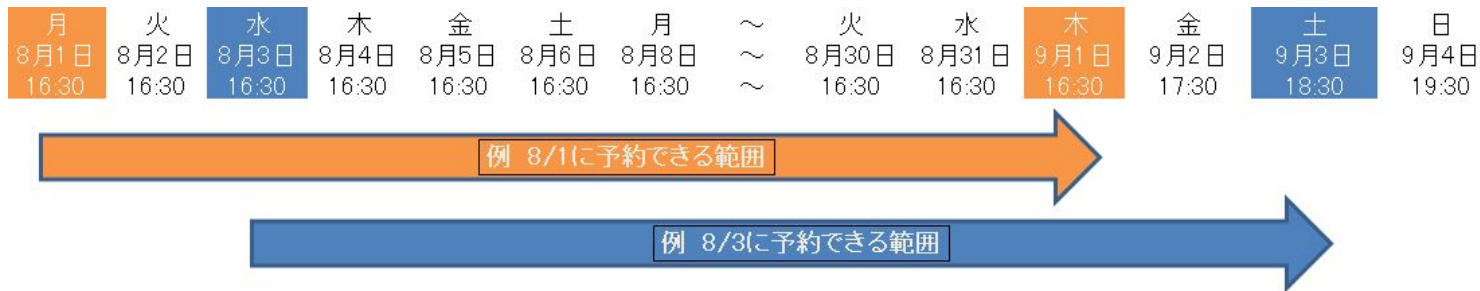 月 火 水 木 金 土 月 ～ 火 水 木 金 土 日
8月1日 8月2日 8月3日 8月4日 8月5日 8月6日 8月8日 ～ 8月30日 8月31日 9月1日 9月2日 9月3日 9月4日
16:30 16:30 16:30 16:30 16:30 16:30 16:30 ～ 16:30 16:30 16:30 17:30 18:30 19:30
例 8/1に予約できる範囲
例 8/3に予約できる範囲